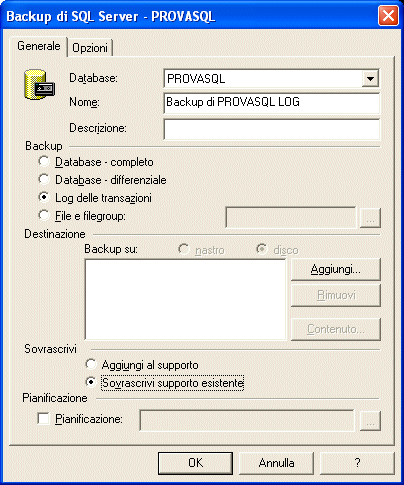 Backup di SQL Server - PROVASQL
Generale Opzioni
Database: PROVASQL
Nome: Backup di PROVASQL LOG
Descrizione:
Backup
Database - completo
Database - differenziale
Log delle transazioni
File e filegroup: ...
Destinazione
Backup su: nastro disco
Aggiungi...
Rimuovi
Contenuto...
Sovrascrivi
Aggiungi al supporto
Sovrascrivi supporto esistente
Pianificazione
Pianificazione: ...
OK Annulla ?